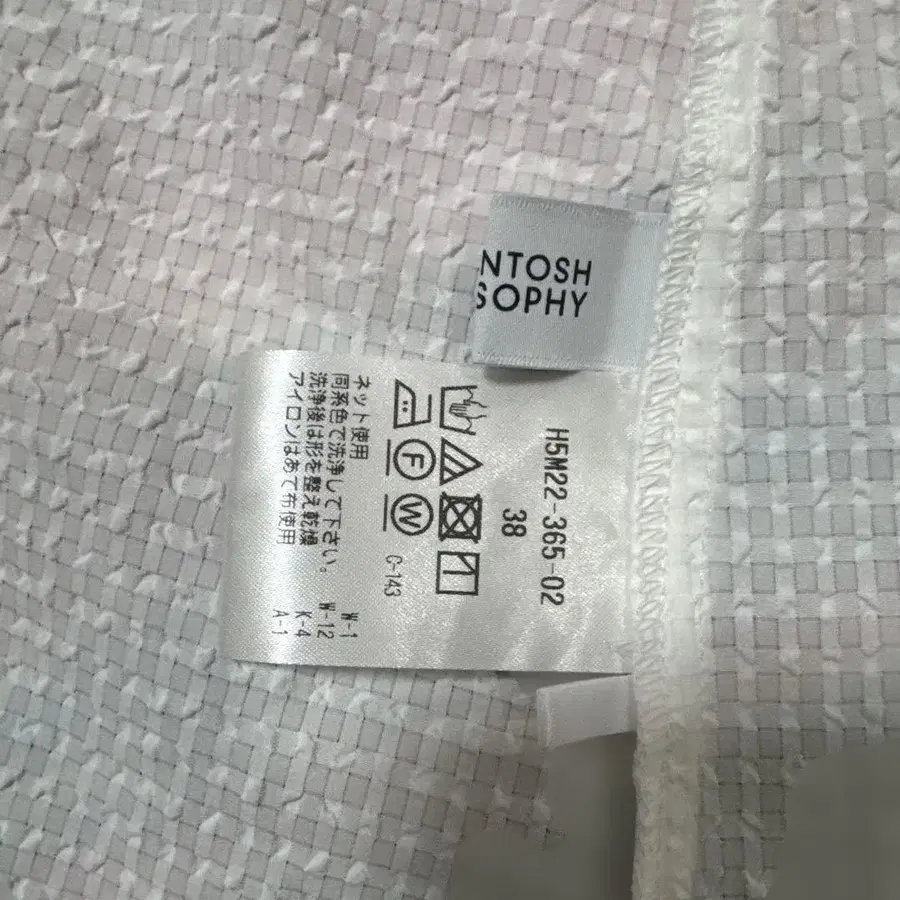 NTOSH
SOPHY
H5M22-365-02
38
F
W
C-143
ネット使用
同系色で洗浄して下さい。
洗浄後は形を整え乾燥
アイロンはあて布使用
W-1
W-12
K-4
A-1